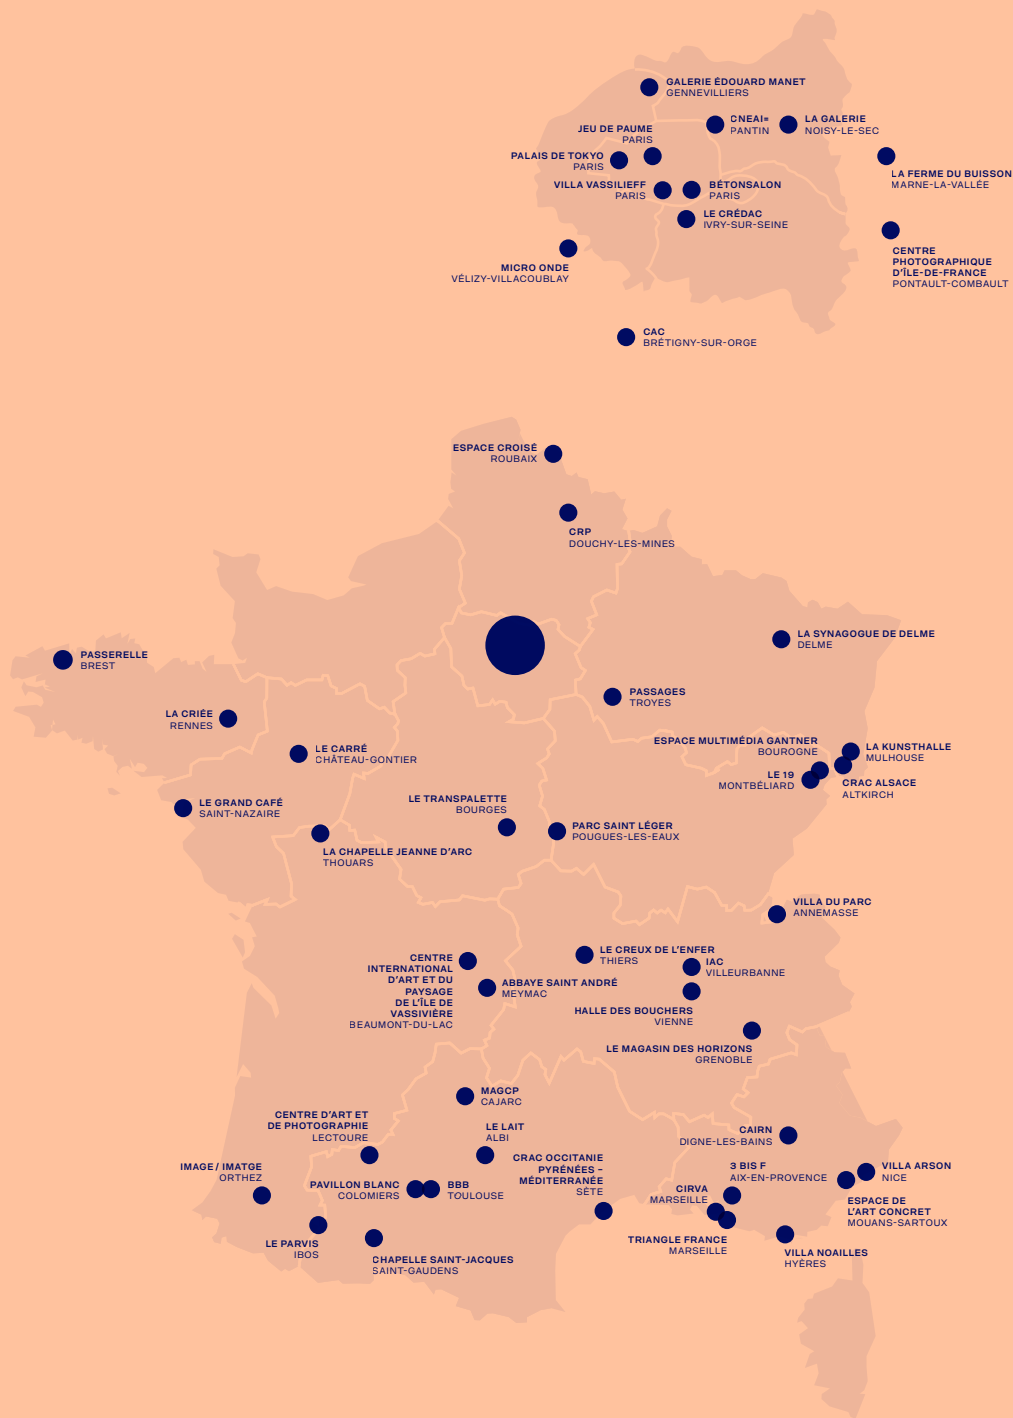 GALERIE ÉDOUARD MANET
GENNEVILLIERS
CNEAI=
PANTIN
LA GALERIE
NOISY-LE-SEC
JEU DE PAUME
PARIS
PALAIS DE TOKYO
PARIS
LA FERME DU BUISSON
MARNE-LA-VALLÉE
VILLA VASSILIEFF
PARIS
BÉTONSALON
PARIS
LE CRÉDAC
IVRY-SUR-SEINE
CENTRE
PHOTOGRAPHIQUE
D'ÎLE-DE-FRANCE
PONTAULT-COMBAULT
MICRO ONDE
VÉLIZY-VILLACOUBLAY
CAC
BRÉTIGNY-SUR-ORGE
ESPACE CROISÉ
ROUBAIX
CRP
DOUCHY-LES-MINES
LA SYNAGOGUE DE DELME
DELME
PASSERELLE
BREST
PASSAGES
TROYES
LA CRIÉE
RENNES
LE CARRÉ
CHÂTEAU-GONTIER
ESPACE MULTIMÉDIA GANTNER
BOUROGNE
LA KUNSTHALLE
MULHOUSE
LE 19
MONTBÉLIARD
CRAC ALSACE
ALTKIRCH
LE GRAND CAFÉ
SAINT-NAZAIRE
LE TRANSPALETTE
BOURGES
PARC SAINT LÉGER
POUGUES-LES-EAUX
LA CHAPELLE JEANNE D'ARC
THOUARS
VILLA DU PARC
ANNEMASSE
LE CREUX DE L'ENFER
THIERS
CENTRE
INTERNATIONAL
D'ART ET DU
PAYSAGE
DE L'ÎLE DE
VASSIVIÈRE
BEAUMONT-DU-LAC
IAC
VILLEURBANNE
ABBAYE SAINT ANDRÉ
MEYMAC
HALLE DES BOUCHERS
VIENNE
LE MAGASIN DES HORIZONS
GRENOBLE
MAGCP
CAJARC
CENTRE D'ART ET
DE PHOTOGRAPHIE
LECTOURE
LE LAIT
ALBI
CAIRN
DIGNE-LES-BAINS
CRAC OCCITANIE
PYRÉNÉES –
MÉDITERRANÉE
SÈTE
IMAGE / IMATGE
ORTHEZ
PAVILLON BLANC
COLOMIERS
BBB
TOULOUSE
3 BIS F
AIX-EN-PROVENCE
VILLA ARSON
NICE
CIRVA
MARSEILLE
ESPACE DE
L'ART CONCRET
MOUANS-SARTOUX
LE PARVIS
IBOS
TRIANGLE FRANCE
MARSEILLE
CHAPELLE SAINT-JACQUES
SAINT-GAUDENS
VILLA NOAILLES
HYÈRES